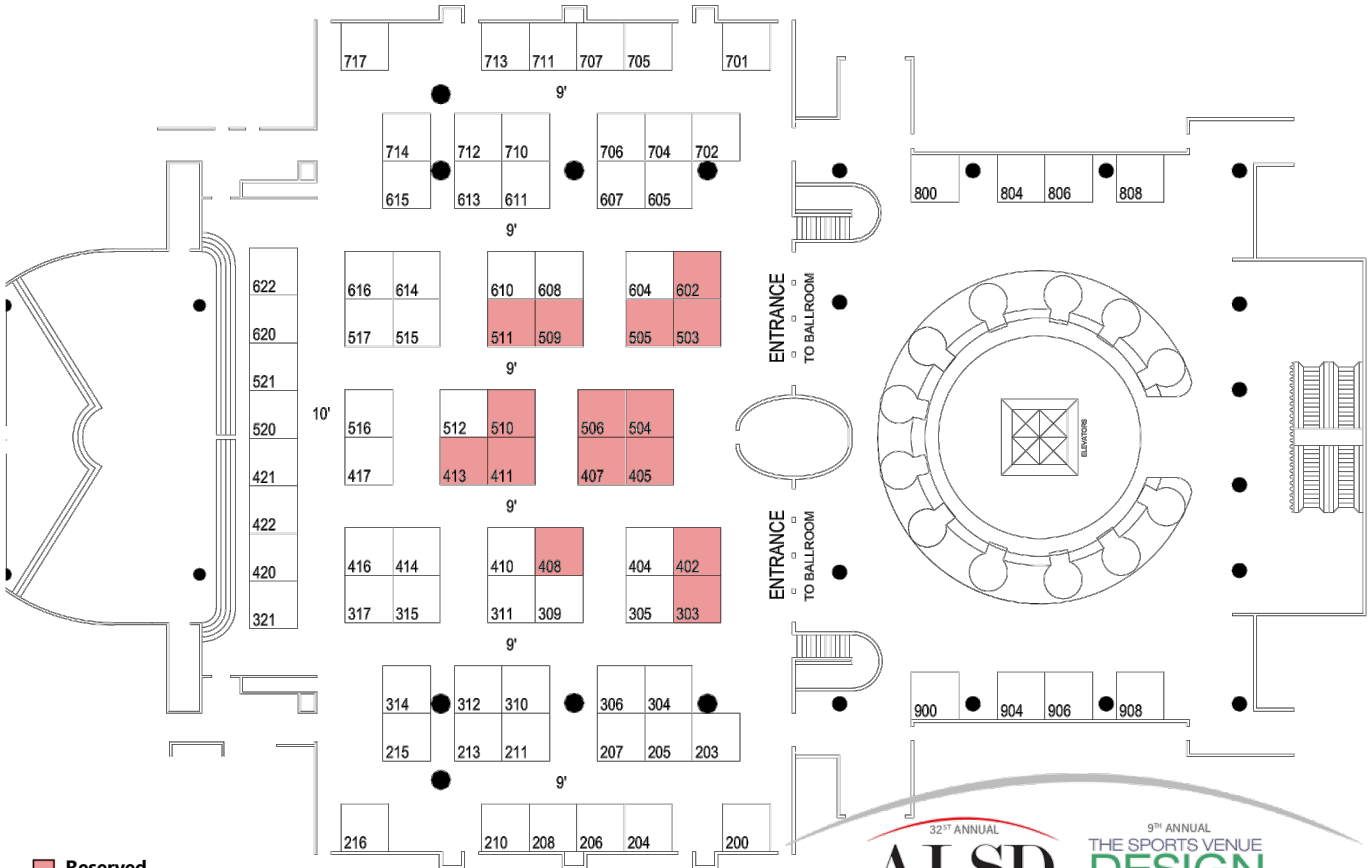 717 713 711 707 705 701
9'
714 712 710 706 704 702
615 613 611 607 605
800 804 806 808
9'
622 616 614 610 608 604 602
620 517 515 511 509 505 503
ENTRANCE
TO BALLROOM
9'
521
520 516 512 510 506 504
10'
421 417 413 411 407 405
ELEVATORS
9'
422
420 416 414 410 408 404 402
321 317 315 311 309 305 303
ENTRANCE
TO BALLROOM
9'
314 312 310 306 304
215 213 211 207 205 203
900 904 906 908
9'
216 210 208 206 204 200
Reserved
32ST ANNUAL
ALSD
9TH ANNUAL
THE SPORTS VENUE
DESIGN